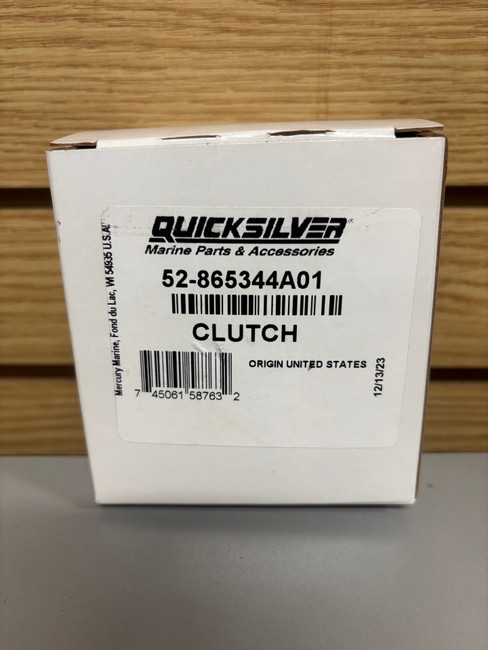 QUICKSILVER
Marine Parts & Accessories
52-865344A01
CLUTCH
ORIGIN UNITED STATES
7 45061 58763 2
12/13/23
Mercury Marine, Fond du Lac, WI 54935 U.S.A.